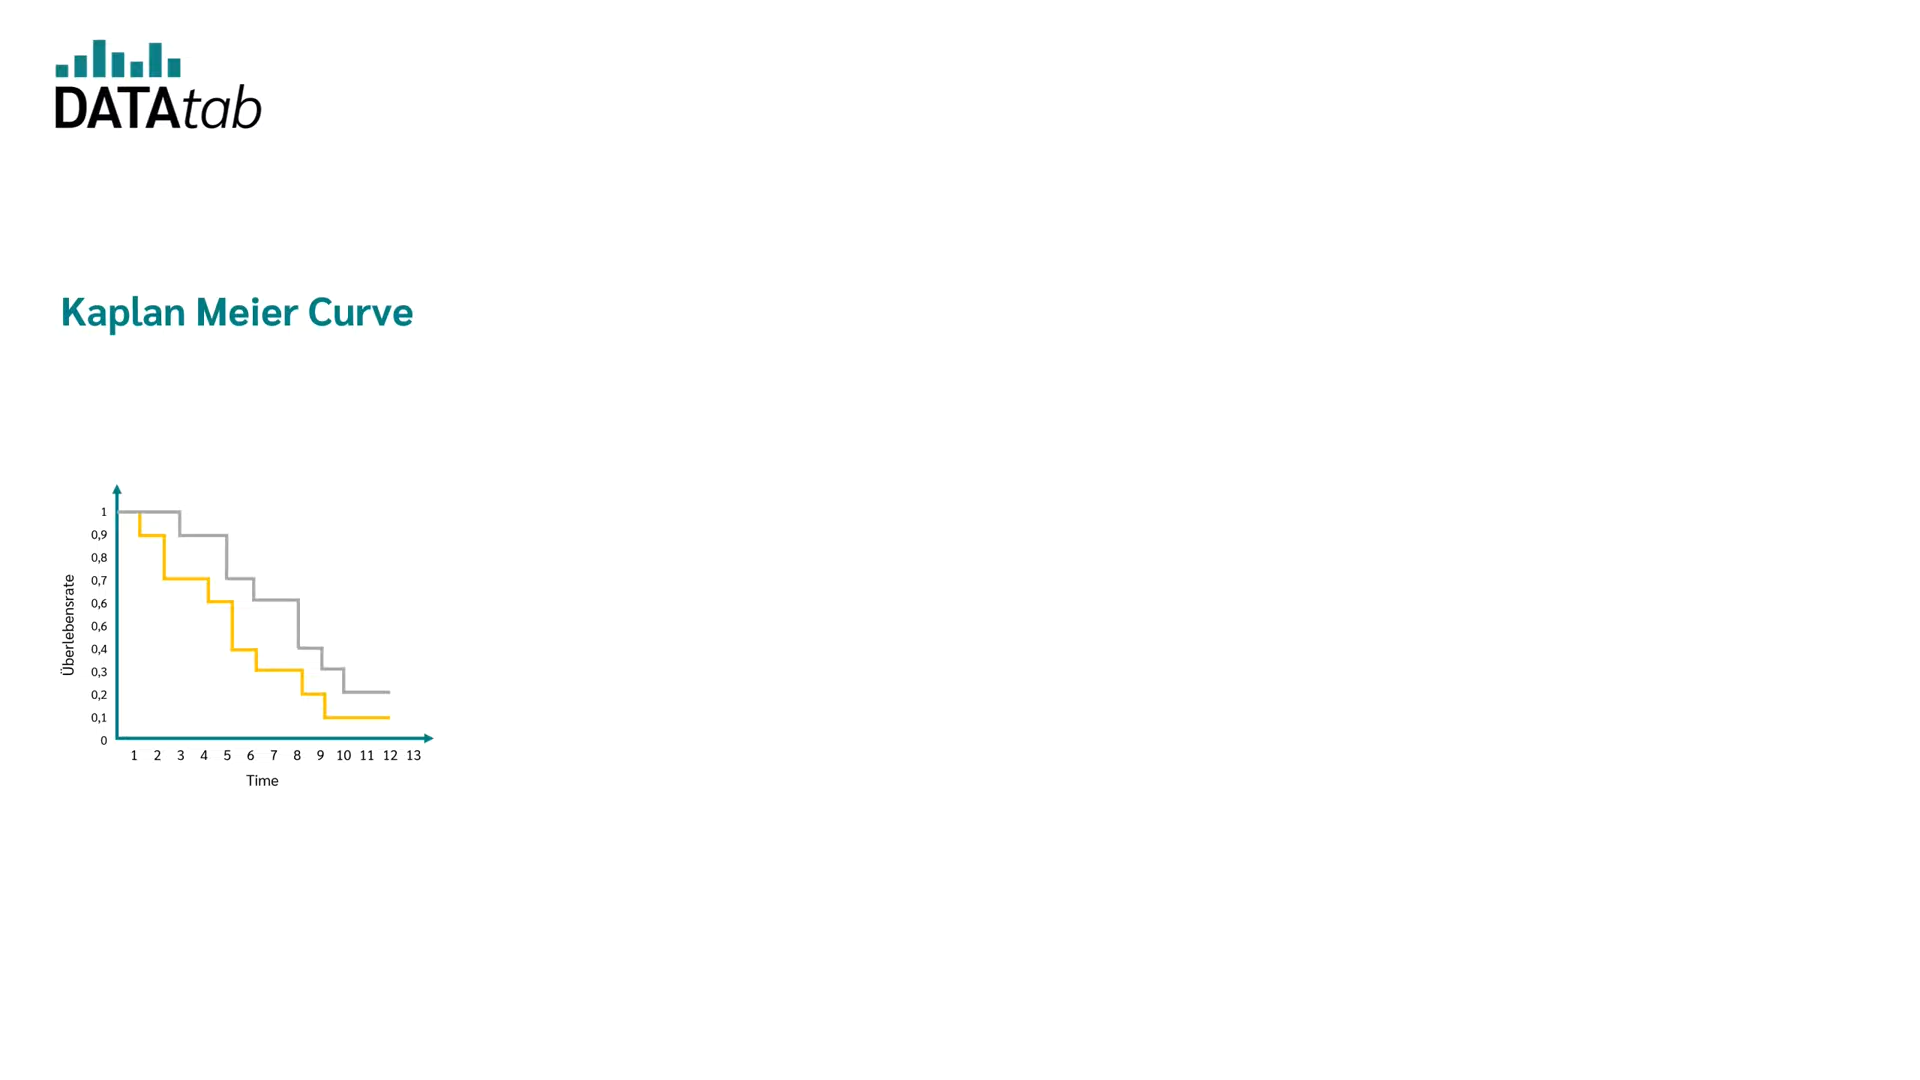 DATAtab
Kaplan Meier Curve
Überlebensrate
1
0,9
0,8
0,7
0,6
0,6
0,4
0,3
0,2
0,1
0
1 2 3 4 5 6 7 8 9 10 11 12 13
Time